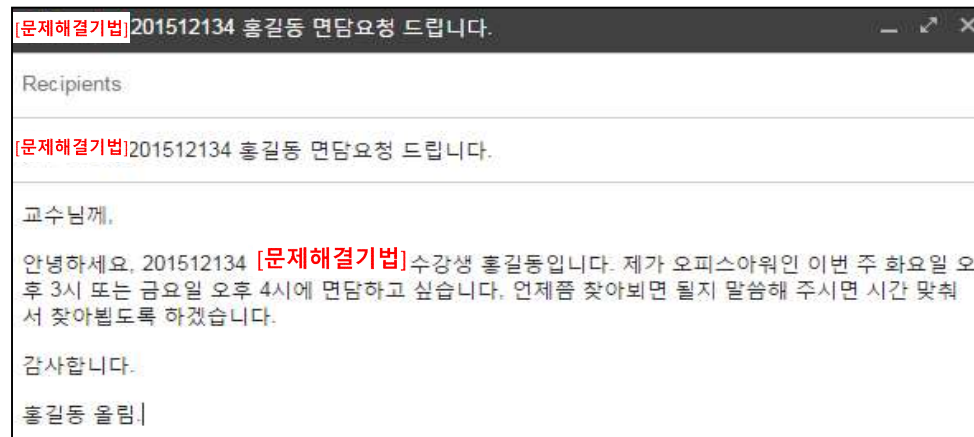 [문제해결기법] 201512134 홍길동 면담요청 드립니다.
Recipients
[문제해결기법] 201512134 홍길동 면담요청 드립니다.
교수님께,
안녕하세요, 201512134 [문제해결기법] 수강생 홍길동입니다. 제가 오피스아워인 이번 주 화요일 오
후 3시 또는 금요일 오후 4시에 면담하고 싶습니다, 언제쯤 찾아뵈면 될지 말씀해 주시면 시간 맞춰
서 찾아뵙도록 하겠습니다.
감사합니다.
홍길동 올림.